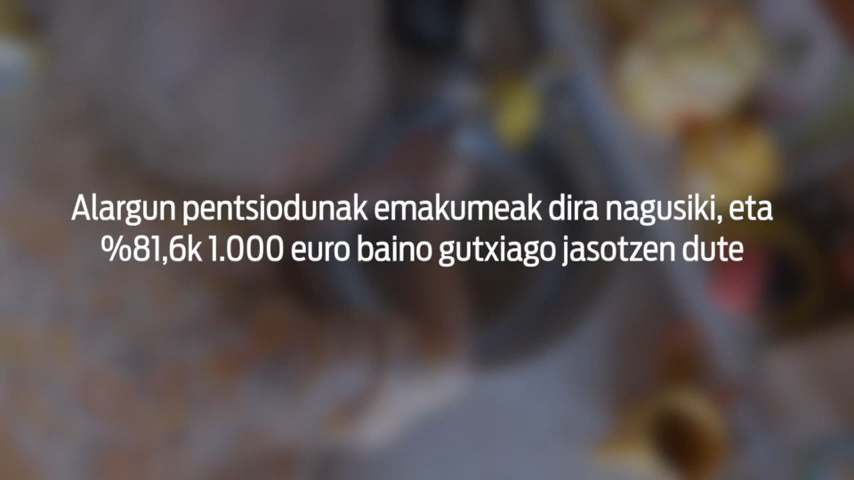 Alargun pentsiodunak emakumeak dira nagusiki, eta
%81,6k 1.000 euro baino gutxiago jasotzen dute